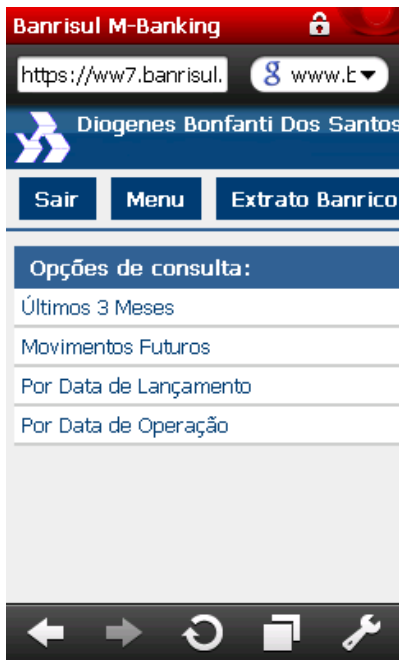 Banrisul M-Banking
https://ww7.banrisul.
8 www.b
Diogenes Bonfanti Dos Santos
Sair Menu Extrato Banrico
Opções de consulta:
Últimos 3 Meses
Movimentos Futuros
Por Data de Lançamento
Por Data de Operação